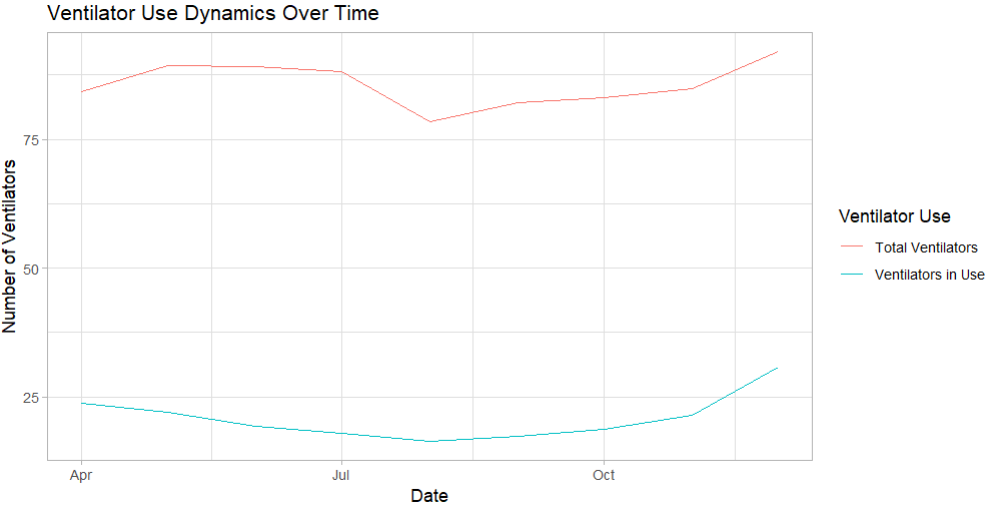 Ventilator Use Dynamics Over Time
Number of Ventilators
75
50
25
Apr
Jul
Oct
Date
Ventilator Use
Total Ventilators
Ventilators in Use